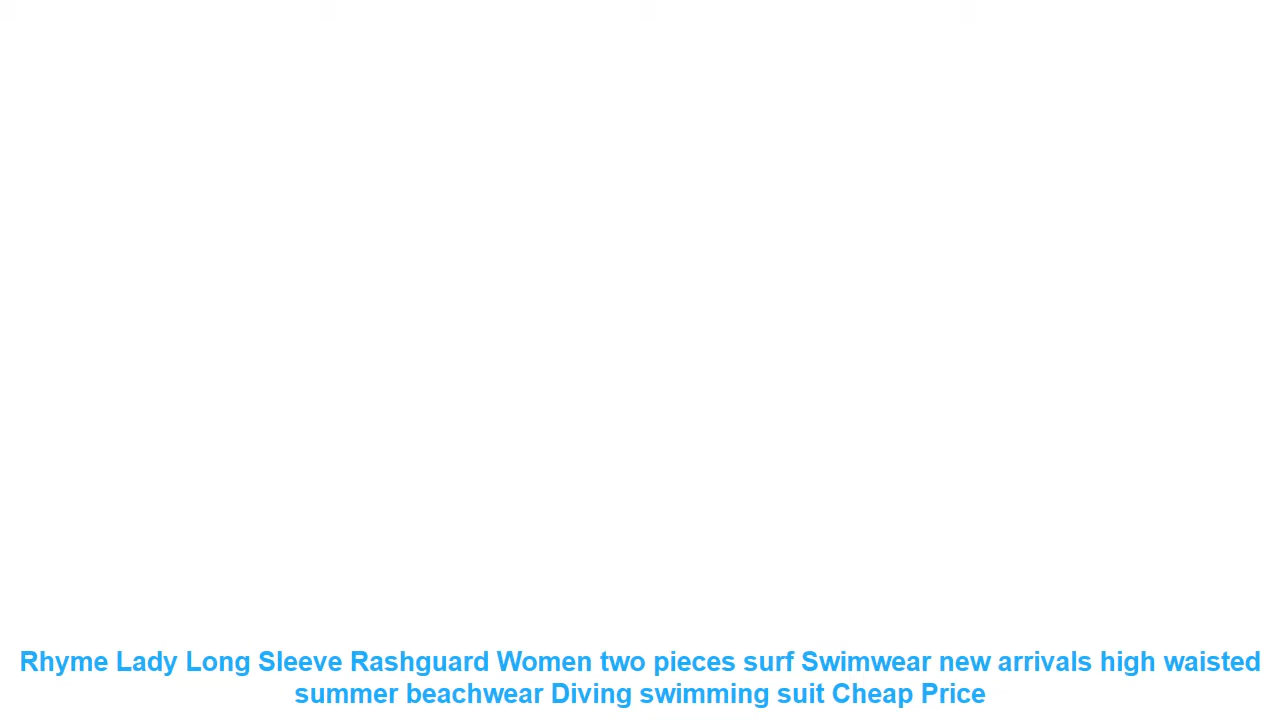 Rhyme Lady Long Sleeve Rashguard Women two pieces surf Swimwear new arrivals high waisted
summer beachwear Diving swimming suit Cheap Price